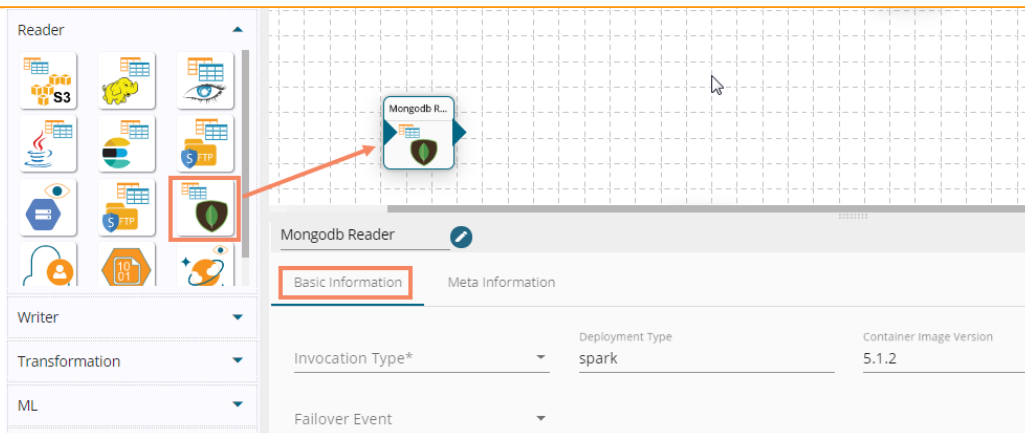 Reader
S3
S FTP
S FTP
10
01
Writer
Transformation
ML
Mongodb R...
Mongodb Reader
Basic Information
Meta Information
Invocation Type*
Deployment Type
spark
Container Image Version
5.1.2
Failover Event